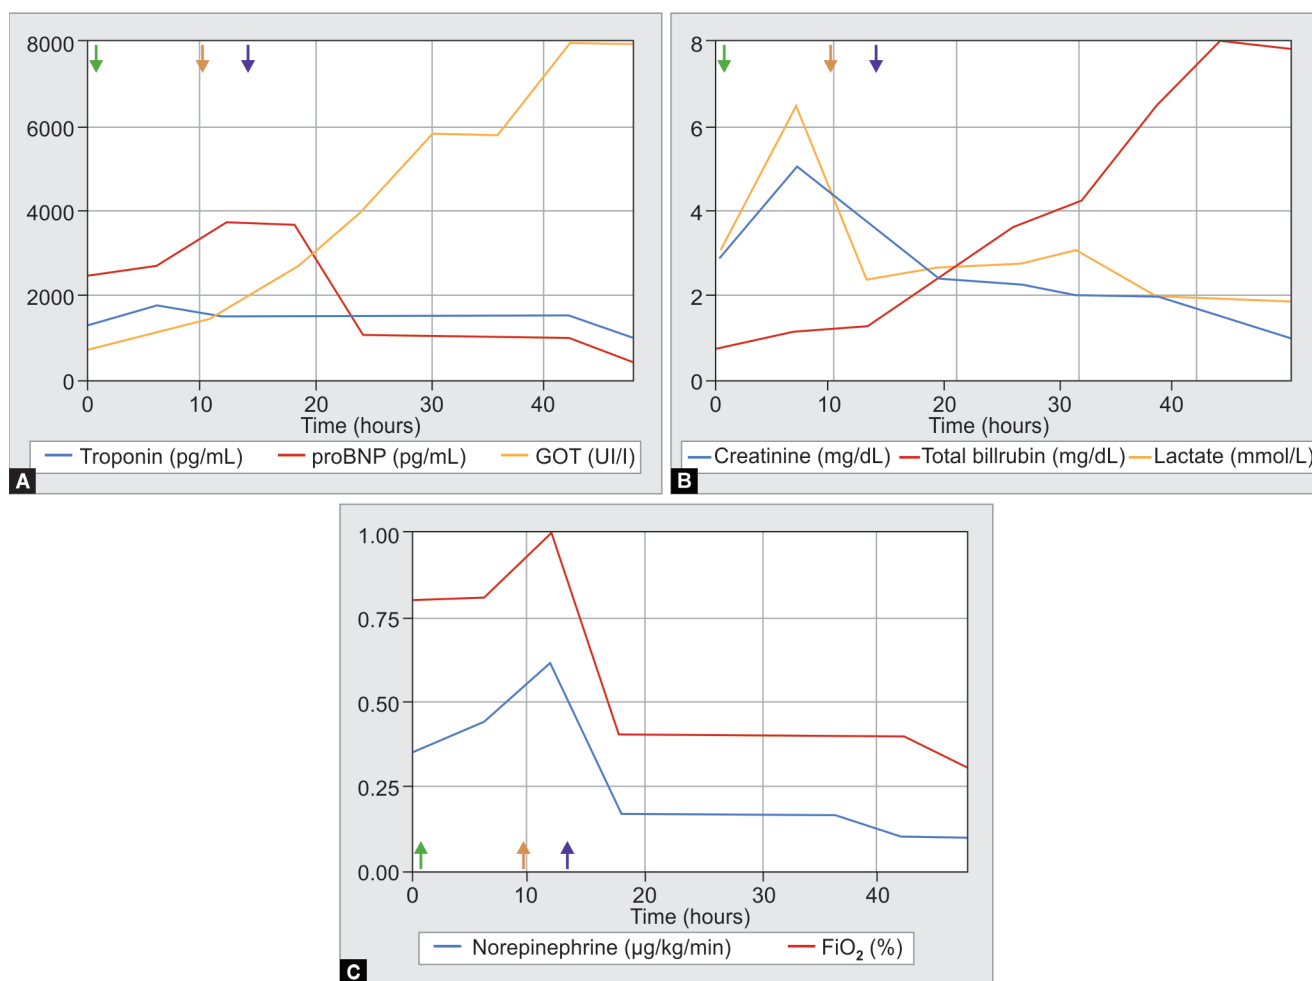 8000
6000
4000
2000
0
0 10 20 30 40
Time (hours)
Troponin (pg/mL) proBNP (pg/mL) GOT (UI/l)
A
8
6
4
2
0
0 10 20 30 40
Time (hours)
Creatinine (mg/dL) Total billrubin (mg/dL) Lactate (mmol/L)
B
1.00
0.75
0.50
0.25
0.00
0 10 20 30 40
Time (hours)
Norepinephrine (µg/kg/min) FiO₂ (%)
C